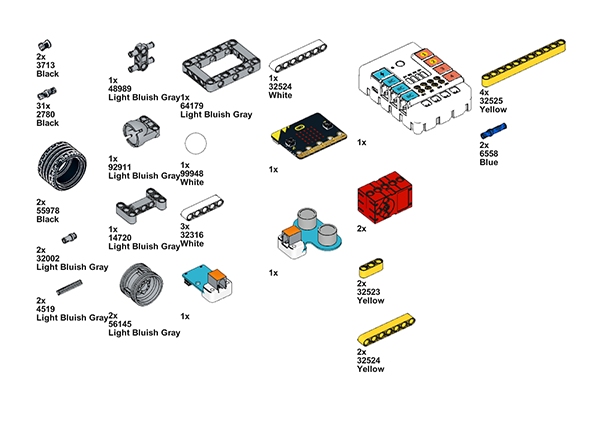 2x
3713
Black
31x
2780
Black
2x
55978
Black
2x
32002
Light Bluish Gray
2x
4519
Light Bluish Gray
1x
48989
Light Bluish Gray
1x
92911
Light Bluish Gray
1x
14720
Light Bluish Gray
2x
56145
Light Bluish Gray
1x
64179
Light Bluish Gray
1x
99948
White
3x
32316
White
1x
1x
32524
White
1x
1x
1x
2x
2x
32523
Yellow
2x
32524
Yellow
4x
32525
Yellow
2x
6558
Blue